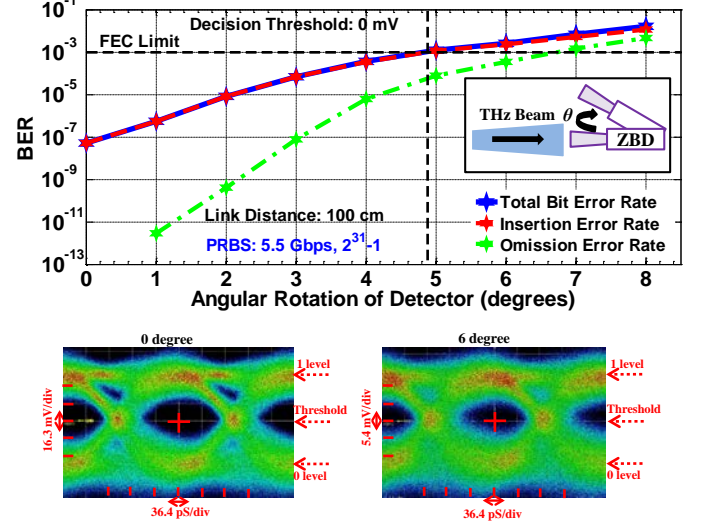 10^-1
Decision Threshold: 0 mV
FEC Limit
10^-3
10^-5
10^-7
10^-9
10^-11
10^-13
BER
THz Beam θ
ZBD
Link Distance: 100 cm
PRBS: 5.5 Gbps, 2^31-1
Total Bit Error Rate
Insertion Error Rate
Omission Error Rate
0 1 2 3 4 5 6 7 8
Angular Rotation of Detector (degrees)
0 degree
1 level
Threshold
0 level
16.3 mV/div
36.4 pS/div
6 degree
1 level
Threshold
0 level
5.4 mV/div
36.4 pS/div